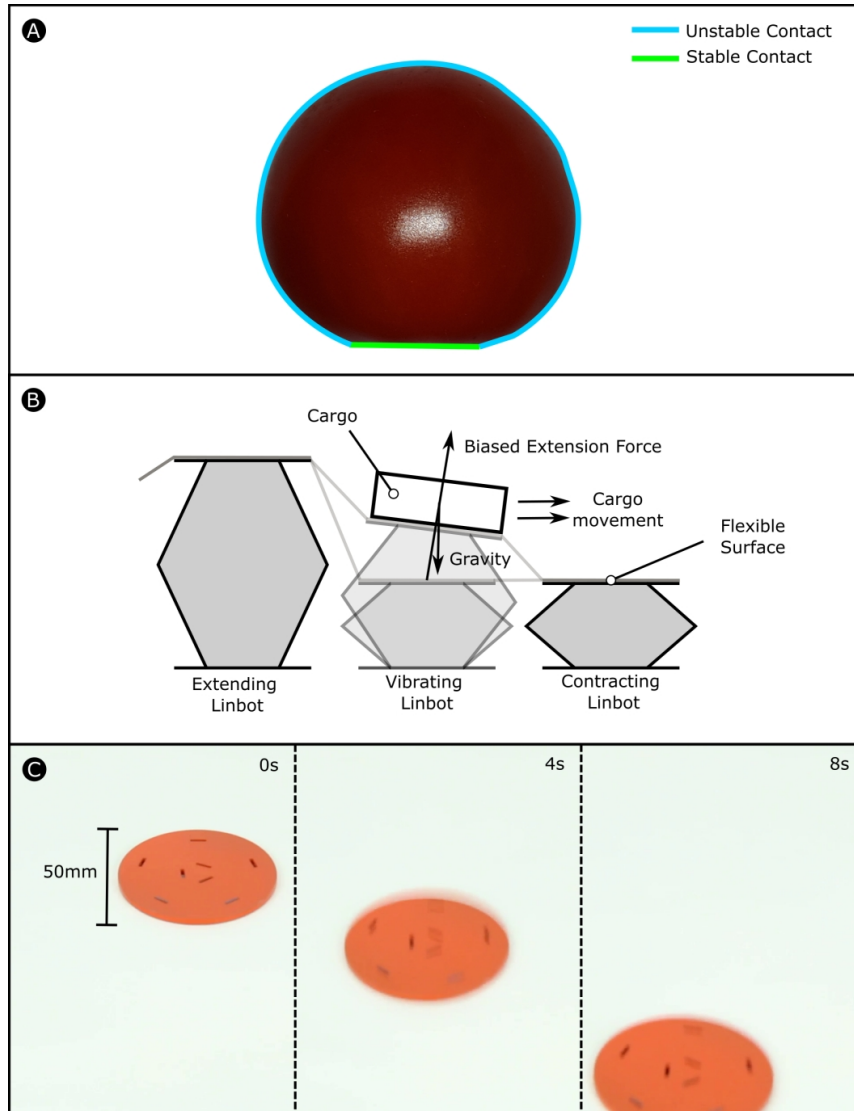 A
Unstable Contact
Stable Contact
B
Cargo
Biased Extension Force
Cargo
movement
Flexible
Surface
Gravity
Extending
Linbot
Vibrating
Linbot
Contracting
Linbot
C
0s
4s
8s
50mm